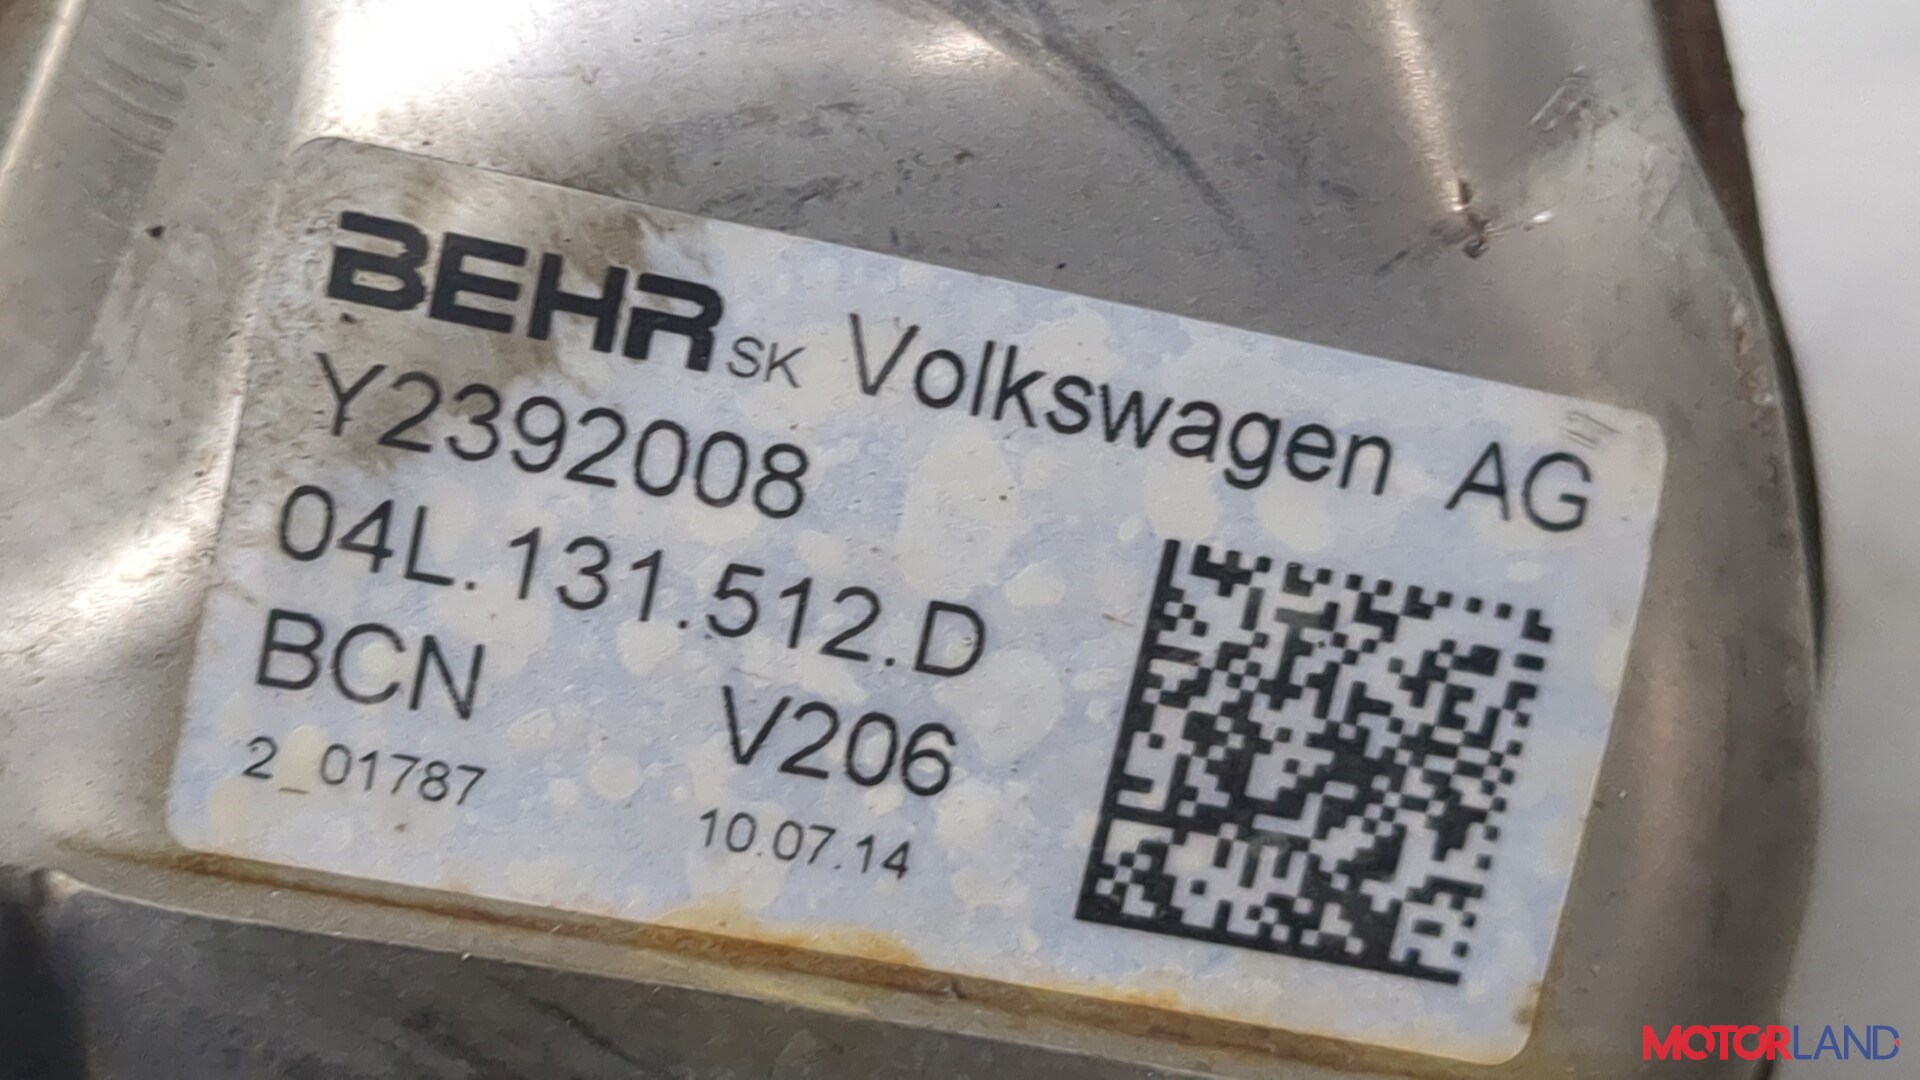 BEHR SK Volkswagen AG
Y2392008
04L.131.512.D
BCN V206
2_01787 10.07.14
MOTORLAND